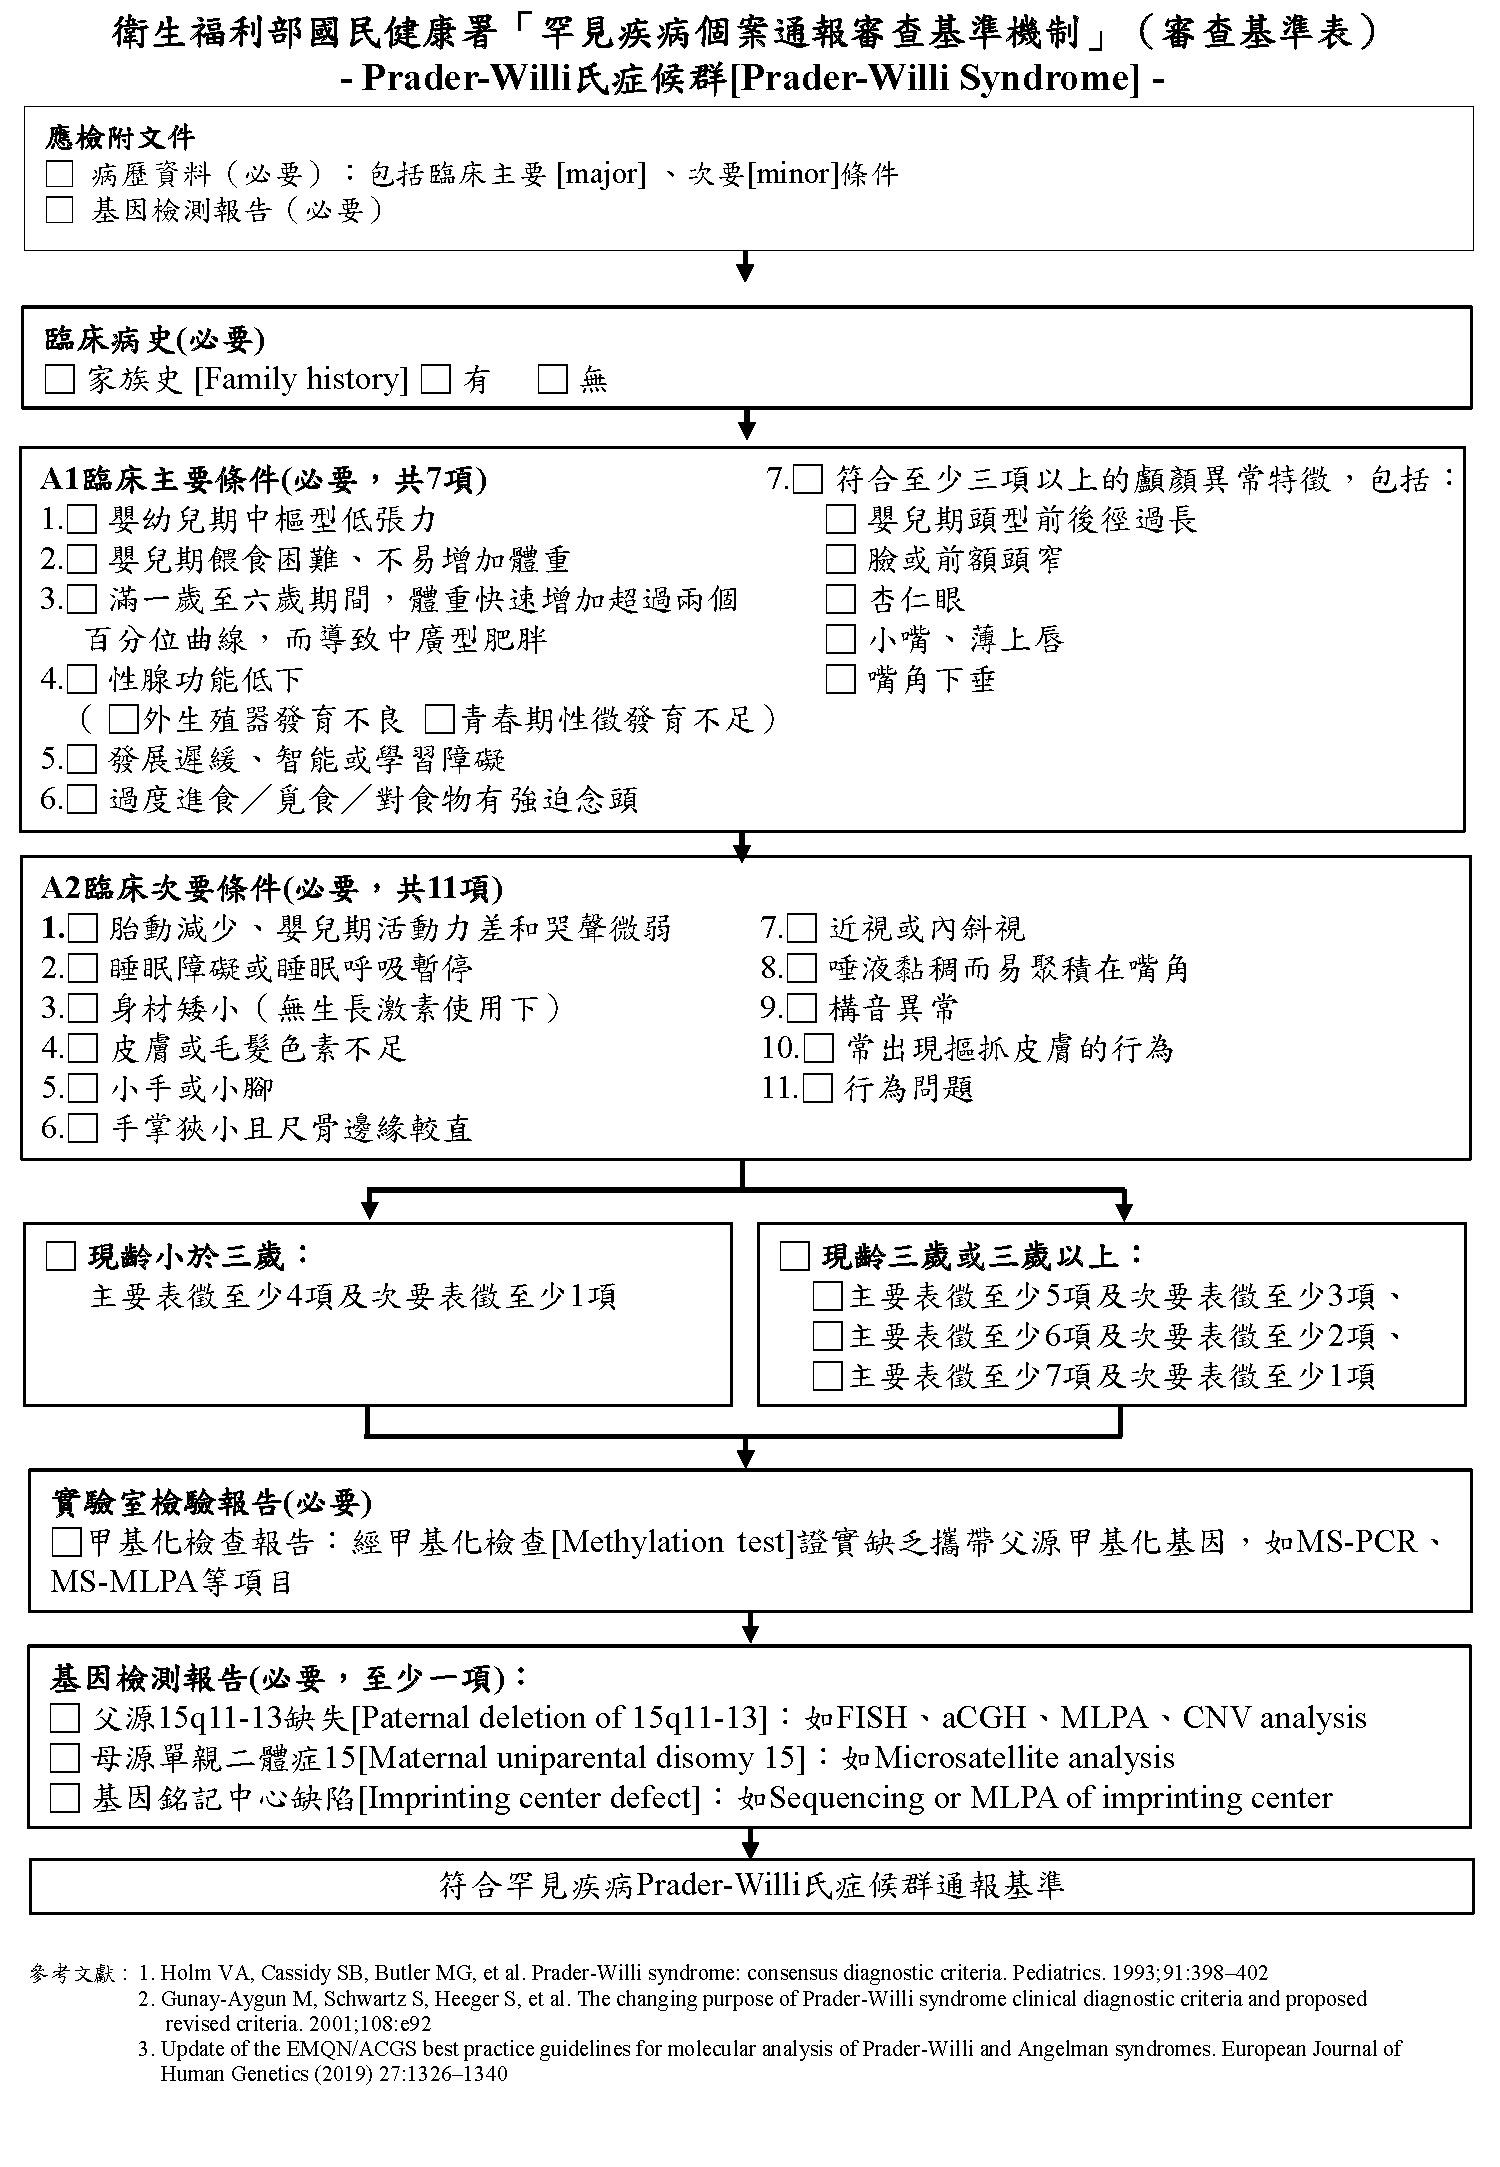 衛生福利部國民健康署「罕見疾病個案通報審查基準機制」（審查基準表）
- Prader-Willi氏症候群[Prader-Willi Syndrome] -
應檢附文件
□ 病歷資料（必要）：包括臨床主要 [major] 、次要[minor]條件
□ 基因檢測報告（必要）
臨床病史(必要)
□ 家族史 [Family history] □ 有 □ 無
A1臨床主要條件(必要，共7項)
1.□ 嬰幼兒期中樞型低張力
2.□ 嬰兒期餵食困難、不易增加體重
3.□ 滿一歲至六歲期間，體重快速增加超過兩個
百分位曲線，而導致中廣型肥胖
4.□ 性腺功能低下
（ □外生殖器發育不良 □青春期性徵發育不足）
5.□ 發展遲緩、智能或學習障礙
6.□ 過度進食／覓食／對食物有強迫念頭
7.□ 符合至少三項以上的顱顏異常特徵，包括：
□ 嬰兒期頭型前後徑過長
□ 臉或前額頭窄
□ 杏仁眼
□ 小嘴、薄上唇
□ 嘴角下垂
A2臨床次要條件(必要，共11項)
1.□ 胎動減少、嬰兒期活動力差和哭聲微弱
2.□ 睡眠障礙或睡眠呼吸暫停
3.□ 身材矮小（無生長激素使用下）
4.□ 皮膚或毛髮色素不足
5.□ 小手或小腳
6.□ 手掌狹小且尺骨邊緣較直
7.□ 近視或內斜視
8.□ 唾液黏稠而易聚積在嘴角
9.□ 構音異常
10.□ 常出現摳抓皮膚的行為
11.□ 行為問題
□ 現齡小於三歲：
主要表徵至少4項及次要表徵至少1項
□ 現齡三歲或三歲以上：
□主要表徵至少5項及次要表徵至少3項、
□主要表徵至少6項及次要表徵至少2項、
□主要表徵至少7項及次要表徵至少1項
實驗室檢驗報告(必要)
□甲基化檢查報告：經甲基化檢查[Methylation test]證實缺乏攜帶父源甲基化基因，如MS-PCR、
MS-MLPA等項目
基因檢測報告(必要，至少一項)：
□ 父源15q11-13缺失[Paternal deletion of 15q11-13]：如FISH、aCGH、MLPA、CNV analysis
□ 母源單親二體症15[Maternal uniparental disomy 15]：如Microsatellite analysis
□ 基因銘記中心缺陷[Imprinting center defect]：如Sequencing or MLPA of imprinting center
符合罕見疾病Prader-Willi氏症候群通報基準
參考文獻：1. Holm VA, Cassidy SB, Butler MG, et al. Prader-Willi syndrome: consensus diagnostic criteria. Pediatrics. 1993;91:398–402
2. Gunay-Aygun M, Schwartz S, Heeger S, et al. The changing purpose of Prader-Willi syndrome clinical diagnostic criteria and proposed
revised criteria. 2001;108:e92
3. Update of the EMQN/ACGS best practice guidelines for molecular analysis of Prader-Willi and Angelman syndromes. European Journal of
Human Genetics (2019) 27:1326–1340